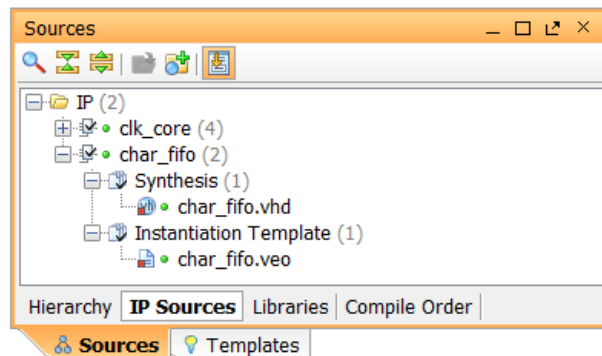 Sources
IP (2)
clk_core (4)
char_fifo (2)
Synthesis (1)
char_fifo.vhd
Instantiation Template (1)
char_fifo.veo
Hierarchy IP Sources Libraries Compile Order
Sources Templates